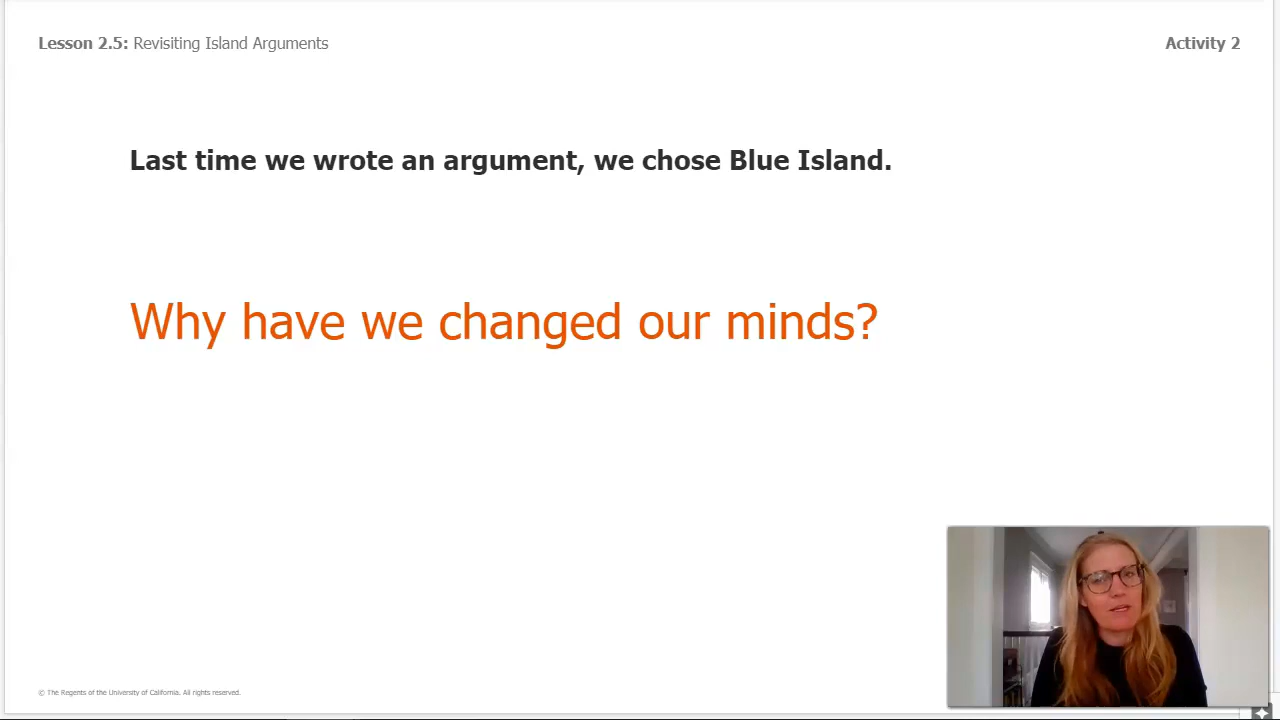 Lesson 2.5: Revisiting Island Arguments
Activity 2
Last time we wrote an argument, we chose Blue Island.
Why have we changed our minds?
© The Regents of the University of California. All rights reserved.